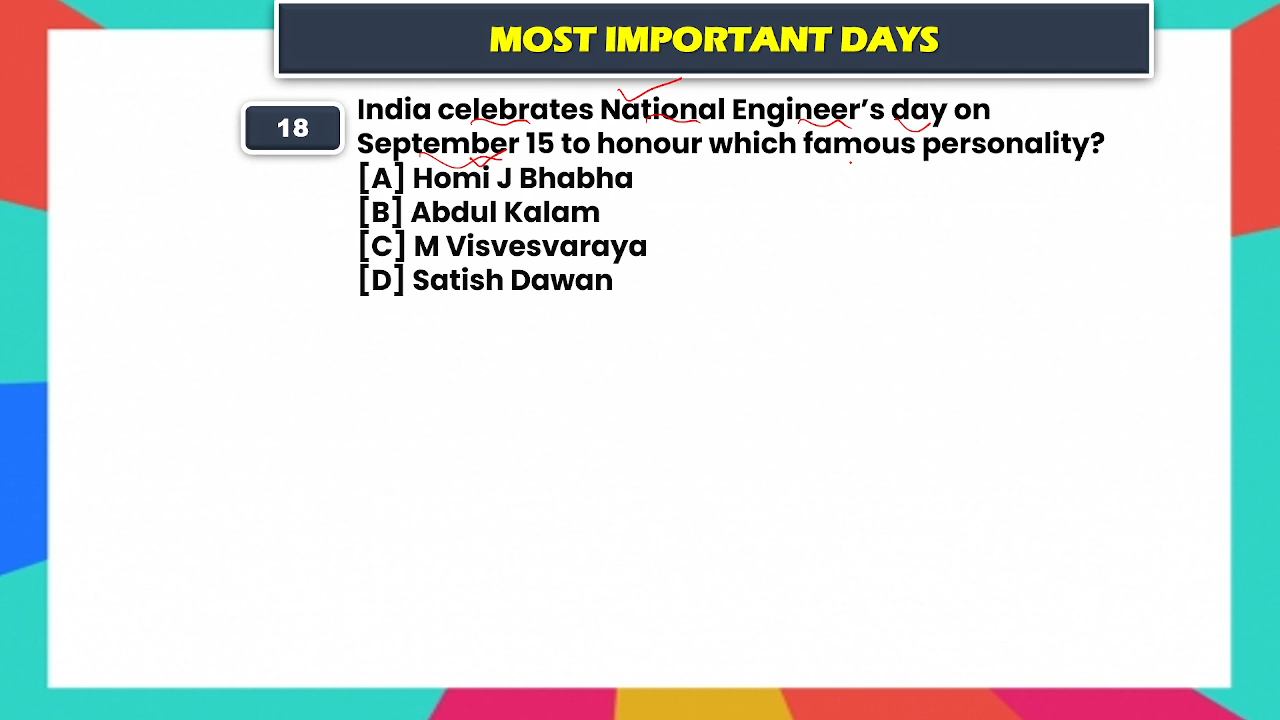 MOST IMPORTANT DAYS
18
India celebrates National Engineer’s day on
September 15 to honour which famous personality?
[A] Homi J Bhabha
[B] Abdul Kalam
[C] M Visvesvaraya
[D] Satish Dawan